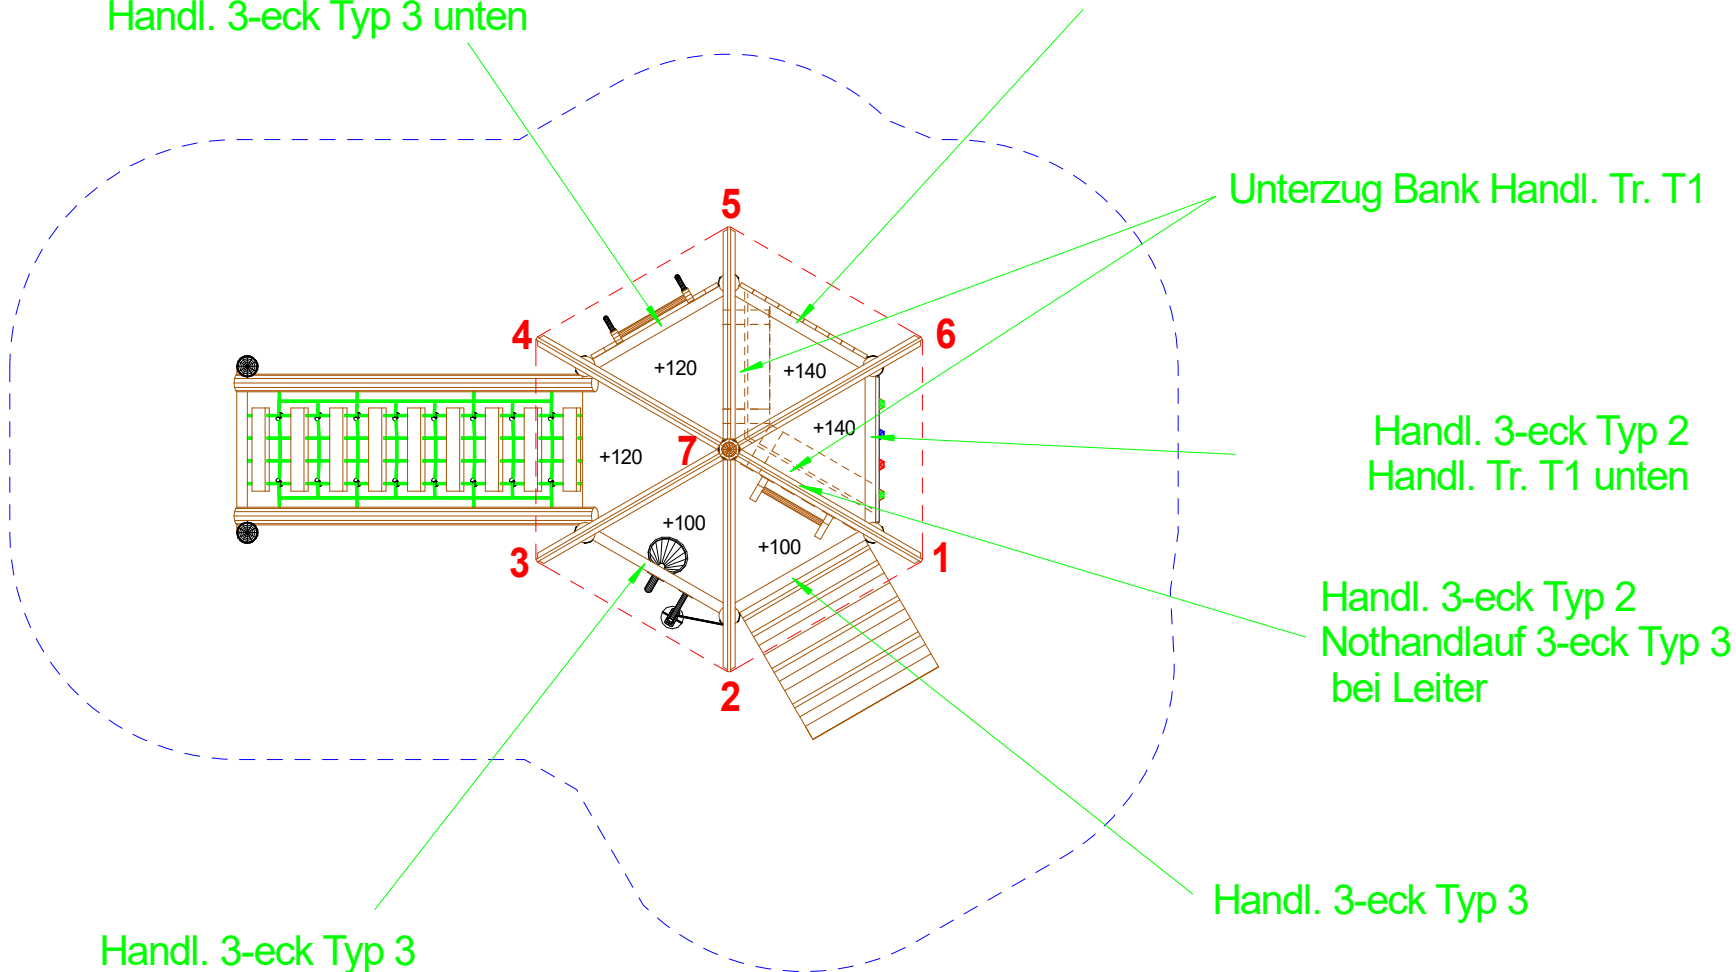 Handl. 3-eck Typ 3 unten
Unterzug Bank Handl. Tr. T1
5
4
6
+120
+140
+140
Handl. 3-eck Typ 2
Handl. Tr. T1 unten
7
+120
+100
+100
3
1
Handl. 3-eck Typ 2
Nothandlauf 3-eck Typ 3
bei Leiter
2
Handl. 3-eck Typ 3
Handl. 3-eck Typ 3